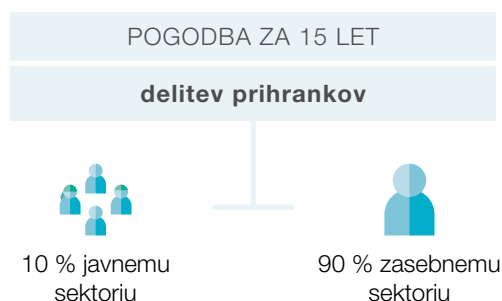 POGODBA ZA 15 LET
delitev prihrankov
10 % javnemu
sektorju
90 % zasebnemu
sektorju